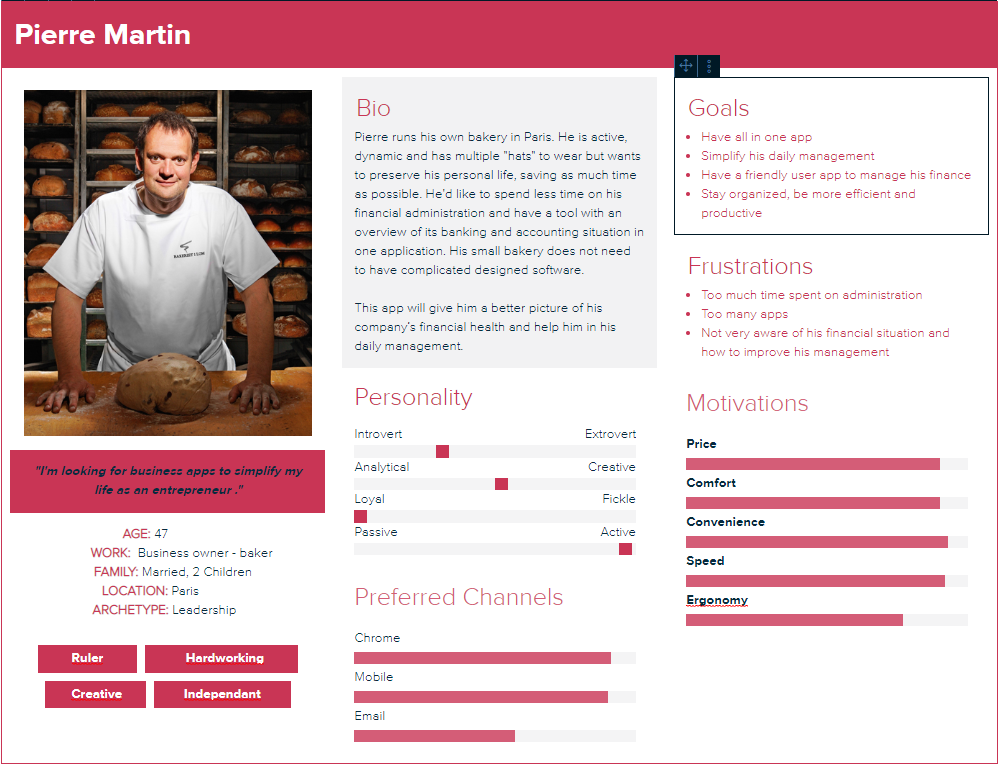 Pierre Martin
"I'm looking for business apps to simplify my
life as an entrepreneur ."
AGE: 47
WORK: Business owner - baker
FAMILY: Married, 2 Children
LOCATION: Paris
ARCHETYPE: Leadership
Ruler Hardworking
Creative Independant
Bio
Pierre runs his own bakery in Paris. He is active,
dynamic and has multiple "hats" to wear but wants
to preserve his personal life, saving as much time
as possible. He'd like to spend less time on his
financial administration and have a tool with an
overview of its banking and accounting situation in
one application. His small bakery does not need
to have complicated designed software.
This app will give him a better picture of his
company's financial health and help him in his
daily management.
Personality
Introvert Extrovert
Analytical Creative
Loyal Fickle
Passive Active
Preferred Channels
Chrome
Mobile
Email
Goals
• Have all in one app
• Simplify his daily management
• Have a friendly user app to manage his finance
• Stay organized, be more efficient and
productive
Frustrations
• Too much time spent on administration
• Too many apps
• Not very aware of his financial situation and
how to improve his management
Motivations
Price
Comfort
Convenience
Speed
Ergonomy